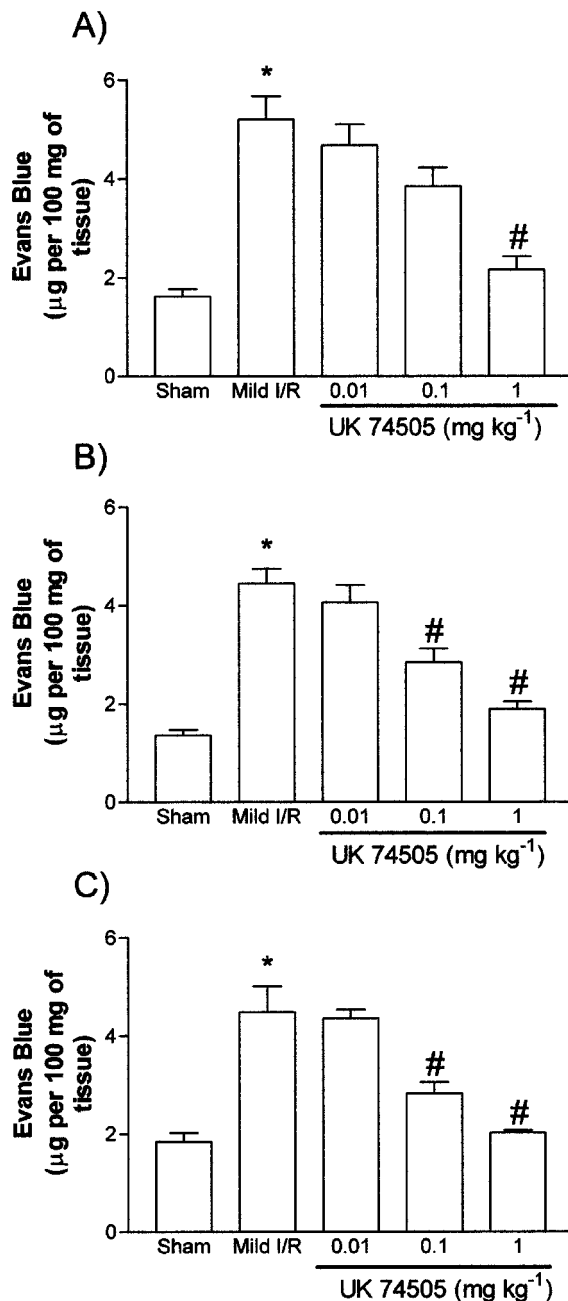 A)
Evans Blue
(μg per 100 mg of
tissue)
6
4
2
0
*
#
Sham Mild I/R 0.01 0.1 1
UK 74505 (mg kg⁻¹)
B)
Evans Blue
(μg per 100 mg of
tissue)
6
4
2
0
*
#
#
Sham Mild I/R 0.01 0.1 1
UK 74505 (mg kg⁻¹)
C)
Evans Blue
(μg per 100 mg of
tissue)
6
4
2
0
*
#
#
Sham Mild I/R 0.01 0.1 1
UK 74505 (mg kg⁻¹)